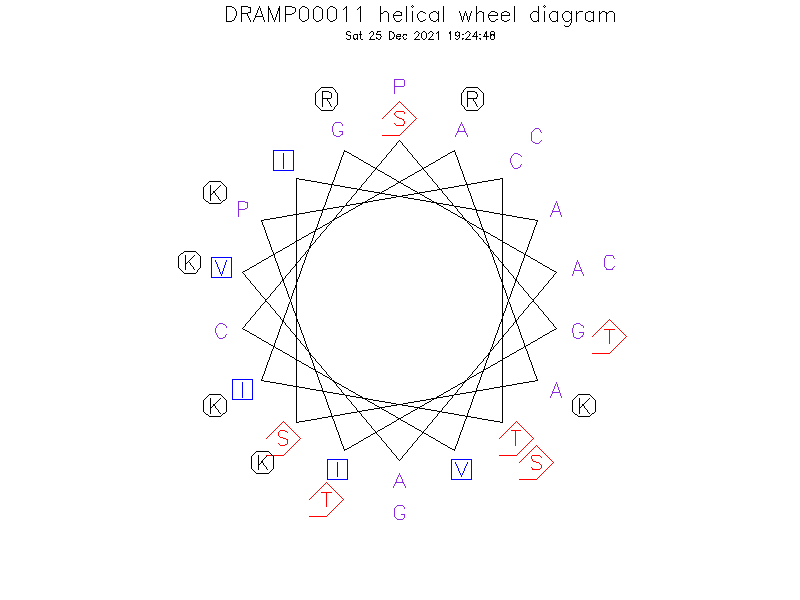 DRAMP00011 helical wheel diagram
Sat 25 Dec 2021 19:24:48
P
R R
S
G A
C
I C
K
P A
K V A C
C G T
I A
K K
S T
K I V S
A
T
G